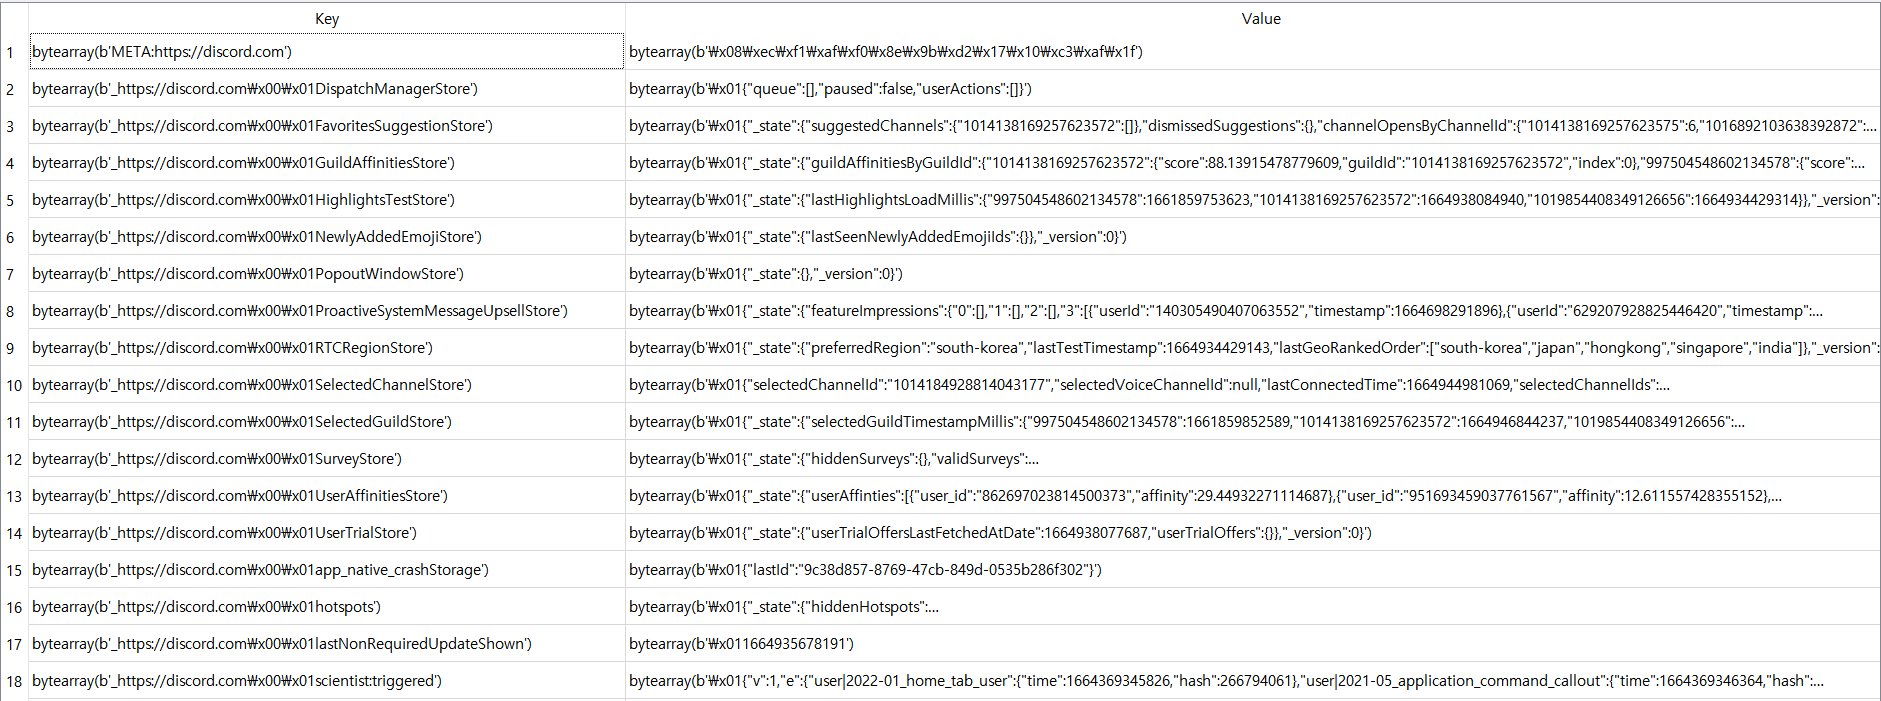 Key Value
1 bytearray(b'META:https://discord.com') bytearray(b'₩x08₩xec₩xf1₩xaf₩xf0₩x8e₩x9b₩xd2₩x17₩x10₩xc3₩xaf₩x1f')
2 bytearray(b'_https://discord.com₩x00₩x01DispatchManagerStore') bytearray(b'₩x01{"queue":[],"paused":false,"userActions":[]}')
3 bytearray(b'_https://discord.com₩x00₩x01FavoritesSuggestionStore') bytearray(b'₩x01{"_state":{"suggestedChannels":{"1014138169257623572":[]},"dismissedSuggestions":{},"channelOpensByChannelId":{"1014138169257623575":6,"1016892103638392872":...
4 bytearray(b'_https://discord.com₩x00₩x01GuildAffinitiesStore') bytearray(b'₩x01{"_state":{"guildAffinitiesByGuildId":{"1014138169257623572":{"score":88.13915478779609,"guildId":"1014138169257623572","index":0},"997504548602134578":{"score":...
5 bytearray(b'_https://discord.com₩x00₩x01HighlightsTestStore') bytearray(b'₩x01{"_state":{"lastHighlightsLoadMillis":{"997504548602134578":1661859753623,"1014138169257623572":1664938084940,"1019854408349126656":1664934429314}},"_version":
6 bytearray(b'_https://discord.com₩x00₩x01NewlyAddedEmojiStore') bytearray(b'₩x01{"_state":{"lastSeenNewlyAddedEmojiIds":{}},"_version":0}')
7 bytearray(b'_https://discord.com₩x00₩x01PopoutWindowStore') bytearray(b'₩x01{"_state":{},"_version":0}')
8 bytearray(b'_https://discord.com₩x00₩x01ProactiveSystemMessageUpsellStore') bytearray(b'₩x01{"_state":{"featureImpressions":{"0":[],"1":[],"2":[],"3":[{"userId":"140305490407063552","timestamp":1664698291896},{"userId":"629207928825446420","timestamp":...
9 bytearray(b'_https://discord.com₩x00₩x01RTCRegionStore') bytearray(b'₩x01{"_state":{"preferredRegion":"south-korea","lastTestTimestamp":1664934429143,"lastGeoRankedOrder":["south-korea","japan","hongkong","singapore","india"]},"_version":
10 bytearray(b'_https://discord.com₩x00₩x01SelectedChannelStore') bytearray(b'₩x01{"selectedChannelId":"1014184928814043177","selectedVoiceChannelId":null,"lastConnectedTime":1664944981069,"selectedChannelIds":...
11 bytearray(b'_https://discord.com₩x00₩x01SelectedGuildStore') bytearray(b'₩x01{"_state":{"selectedGuildTimestampMillis":{"997504548602134578":1661859852589,"1014138169257623572":1664946844237,"1019854408349126656":...
12 bytearray(b'_https://discord.com₩x00₩x01SurveyStore') bytearray(b'₩x01{"_state":{"hiddenSurveys":{},"validSurveys":...
13 bytearray(b'_https://discord.com₩x00₩x01UserAffinitiesStore') bytearray(b'₩x01{"_state":{"userAffinties":[{"user_id":"862697023814500373","affinity":29.44932271114687},{"user_id":"951693459037761567","affinity":12.611557428355152},...
14 bytearray(b'_https://discord.com₩x00₩x01UserTrialStore') bytearray(b'₩x01{"_state":{"userTrialOffersLastFetchedAtDate":1664938077687,"userTrialOffers":{}},"_version":0}')
15 bytearray(b'_https://discord.com₩x00₩x01app_native_crashStorage') bytearray(b'₩x01{"lastId":"9c38d857-8769-47cb-849d-0535b286f302"}')
16 bytearray(b'_https://discord.com₩x00₩x01hotspots') bytearray(b'₩x01{"_state":{"hiddenHotspots":...
17 bytearray(b'_https://discord.com₩x00₩x01lastNonRequiredUpdateShown') bytearray(b'₩x011664935678191')
18 bytearray(b'_https://discord.com₩x00₩x01scientist:triggered') bytearray(b'₩x01{"v":1,"e":{"user|2022-01_home_tab_user":{"time":1664369345826,"hash":266794061},"user|2021-05_application_command_callout":{"time":1664369346364,"hash":...